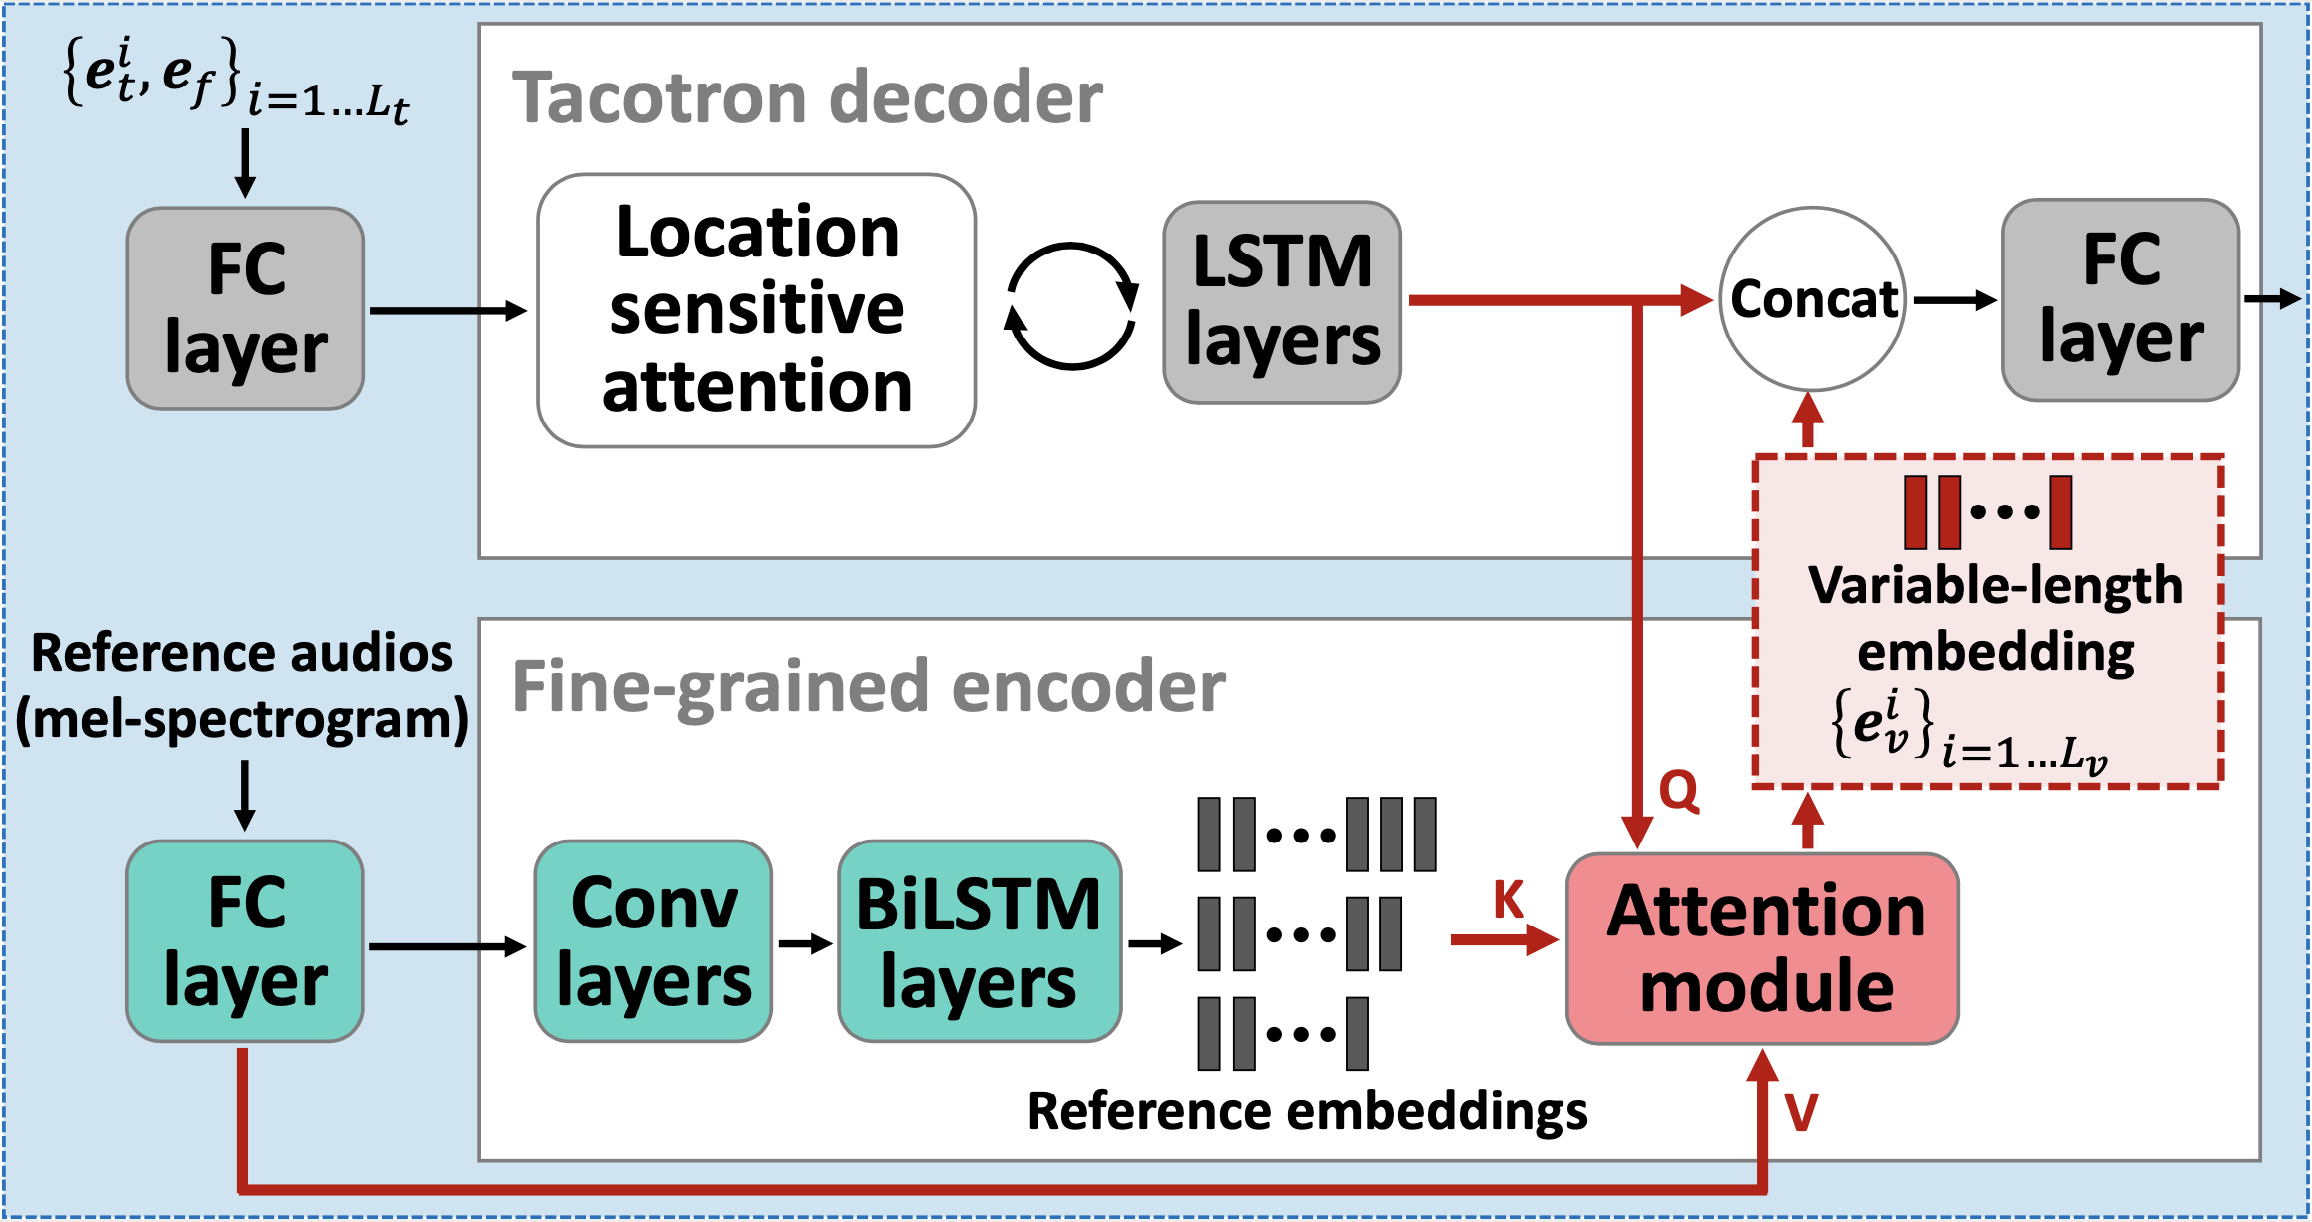 {e_t^i, e_f}_{i=1…L_t}
Tacotron decoder
FC
layer
Location
sensitive
attention
LSTM
layers
Concat
FC
layer
Variable-length
embedding
{e_v^i}_{i=1…L_v}
Reference audios
(mel-spectrogram)
Fine-grained encoder
FC
layer
Conv
layers
BiLSTM
layers
Reference embeddings
Q
K
V
Attention
module